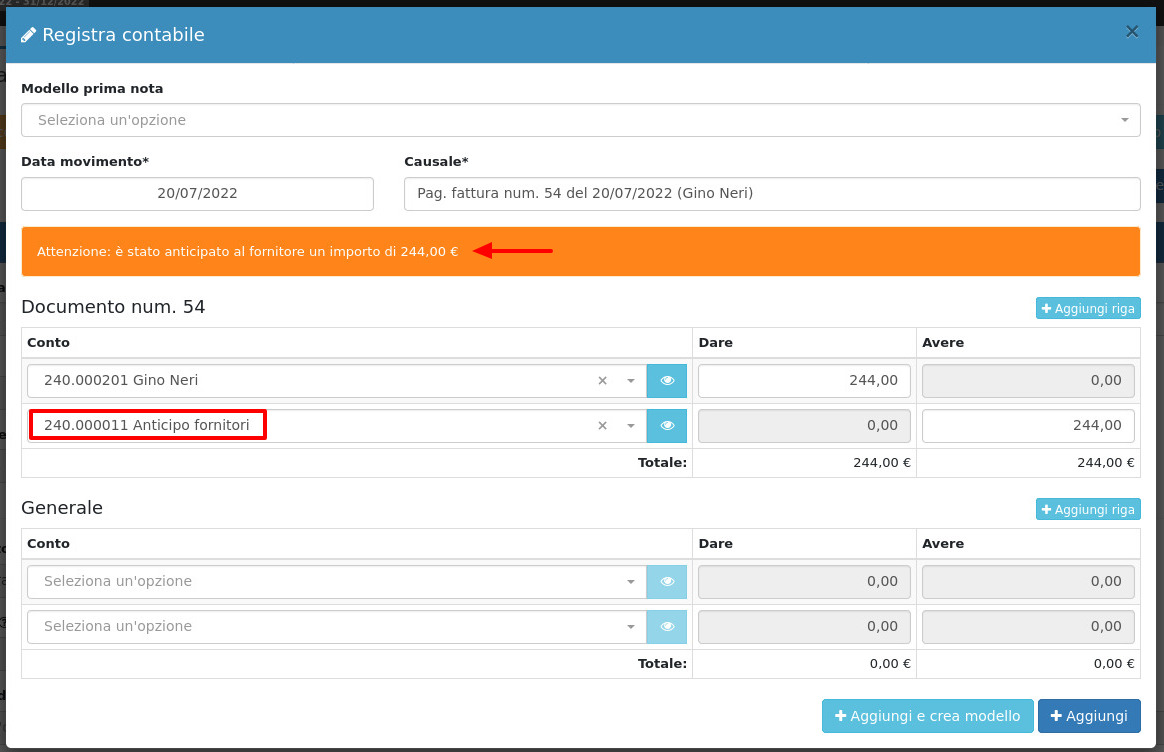 22 - 31/12/2022
Registra contabile
×
Modello prima nota
Seleziona un'opzione
Data movimento* Causale*
20/07/2022 Pag. fattura num. 54 del 20/07/2022 (Gino Neri)
Attenzione: è stato anticipato al fornitore un importo di 244,00 €
Documento num. 54 + Aggiungi riga
Conto Dare Avere
240.000201 Gino Neri × 244,00 0,00
240.000011 Anticipo fornitori × 0,00 244,00
Totale: 244,00 € 244,00 €
Generale + Aggiungi riga
Conto Dare Avere
Seleziona un'opzione 0,00 0,00
Seleziona un'opzione 0,00 0,00
Totale: 0,00 € 0,00 €
+ Aggiungi e crea modello + Aggiungi